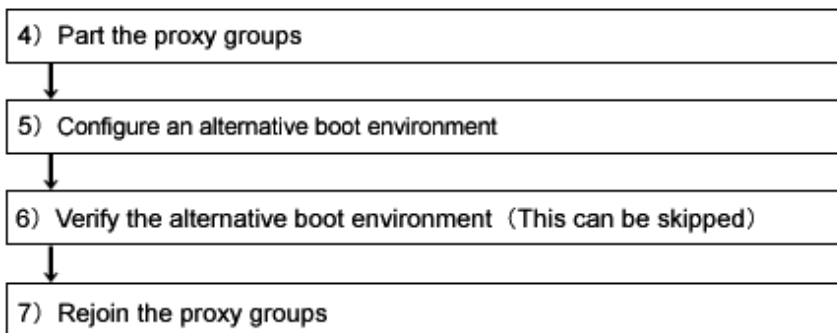 4）Part the proxy groups
5）Configure an alternative boot environment
6）Verify the alternative boot environment（This can be skipped）
7）Rejoin the proxy groups